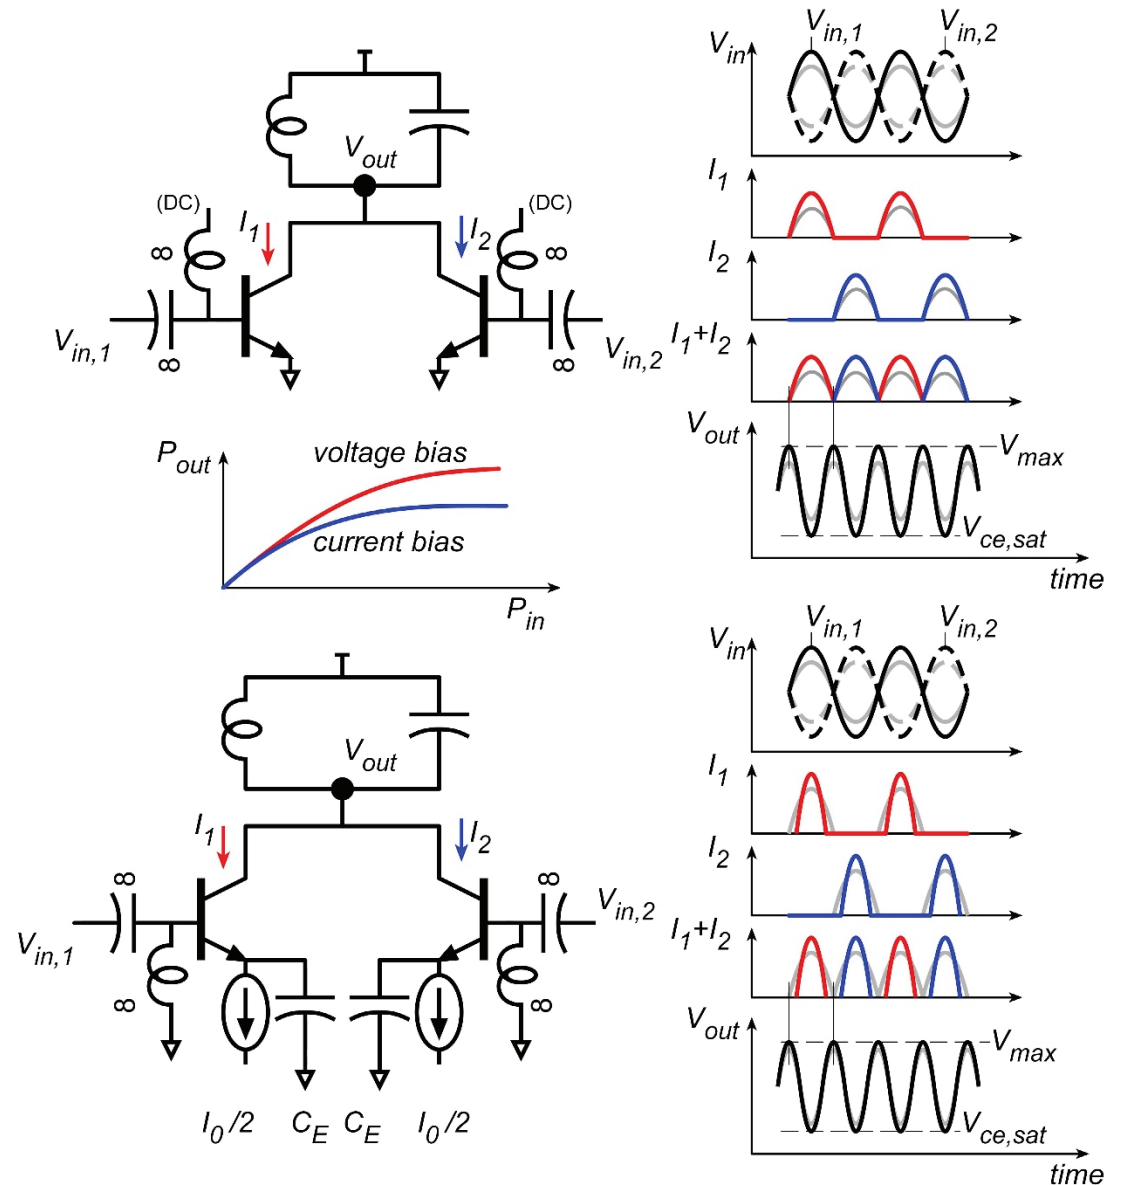 V_out
(DC)
I_1
I_2
(DC)
∞
∞
V_in,1
∞
∞
V_in,2
P_out
voltage bias
current bias
P_in
V_in,1
V_in,2
V_in
I_1
I_2
I_1+I_2
V_out
V_max
V_ce,sat
time
V_out
I_1
I_2
∞
∞
V_in,1
V_in,2
∞
∞
I_0/2
C_E
C_E
I_0/2
V_in,1
V_in,2
V_in
I_1
I_2
I_1+I_2
V_out
V_max
V_ce,sat
time